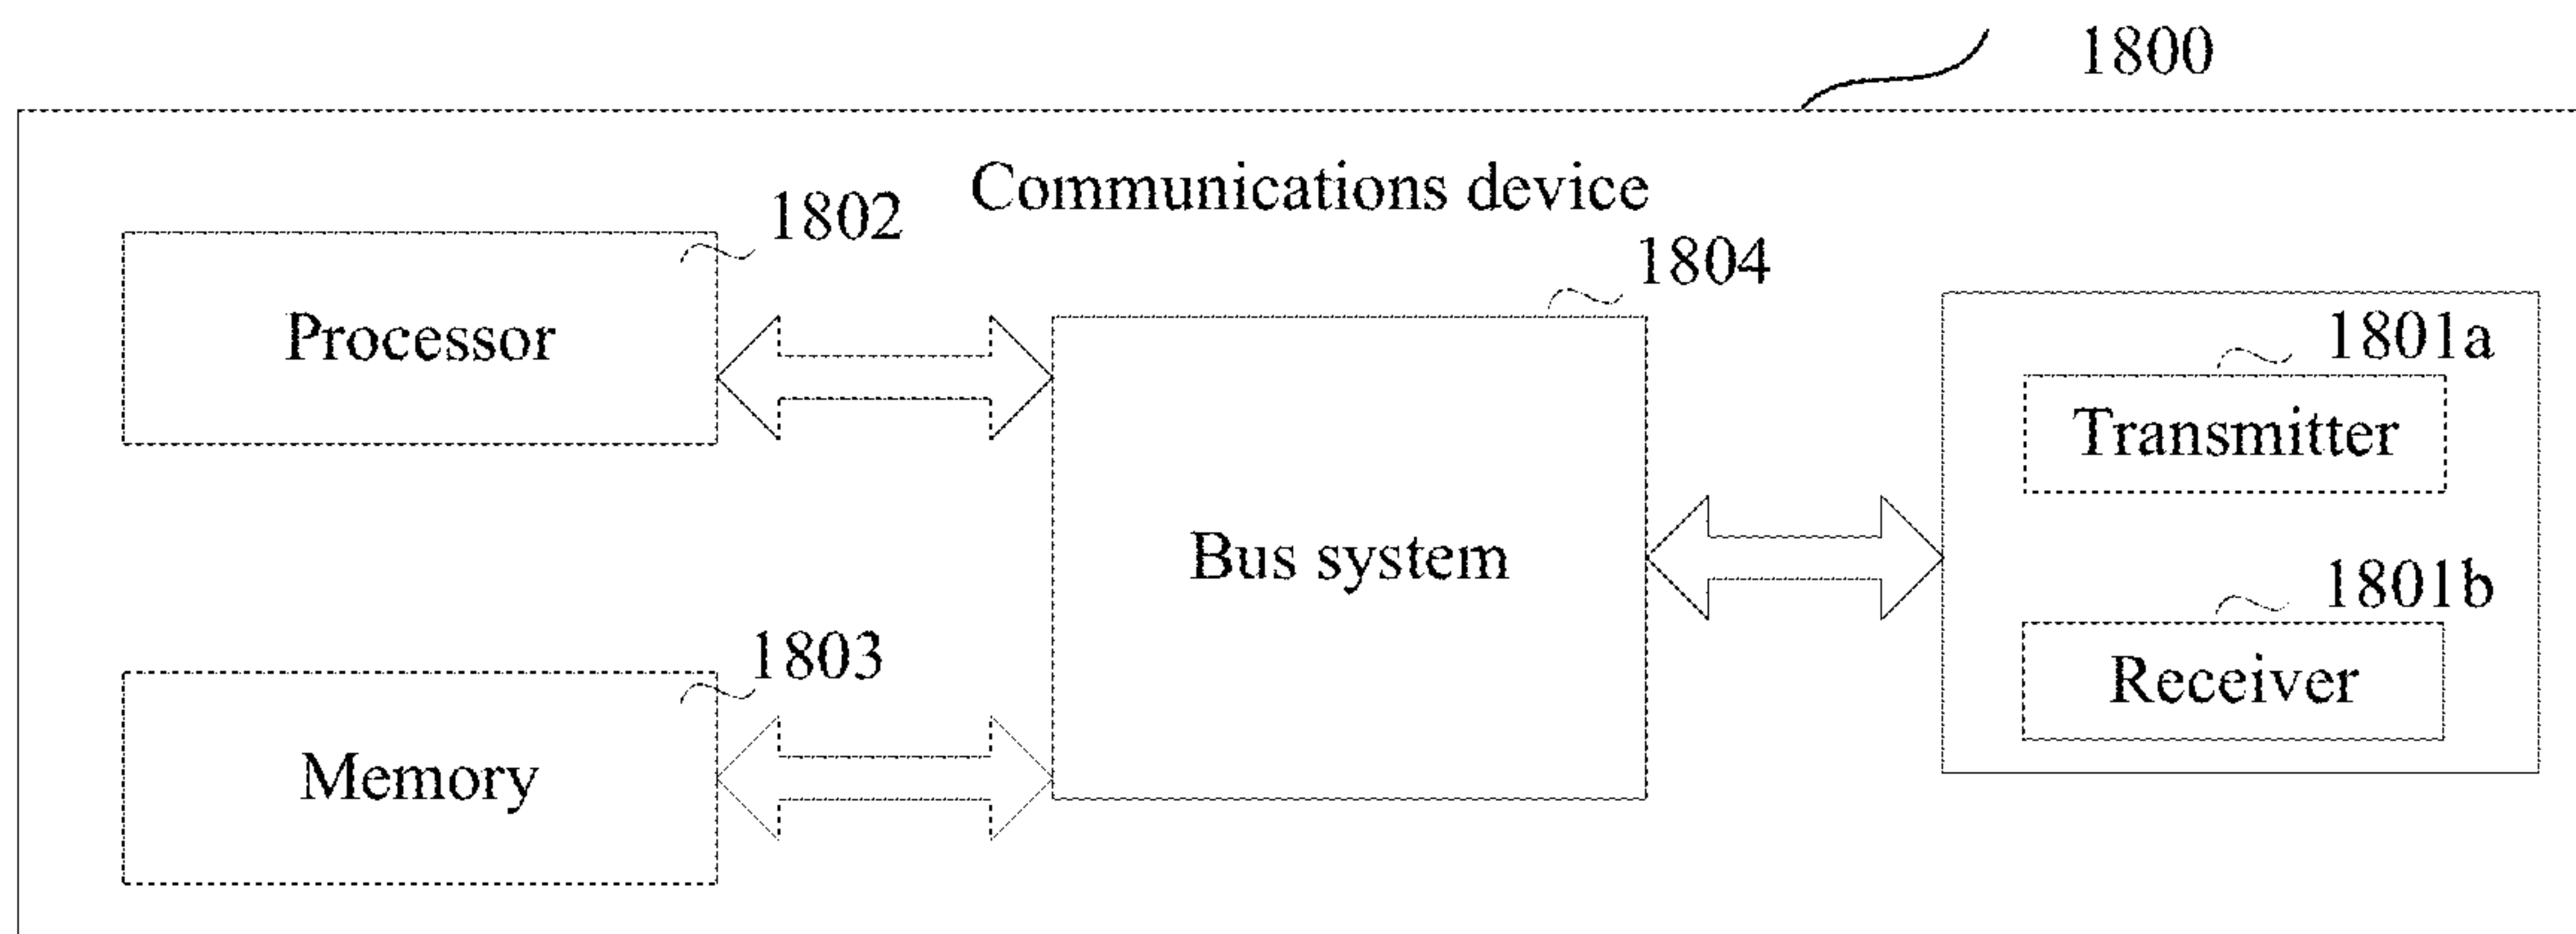 1800
Communications device
1802
Processor
1804
1801a
Transmitter
Bus system
1801b
Receiver
1803
Memory